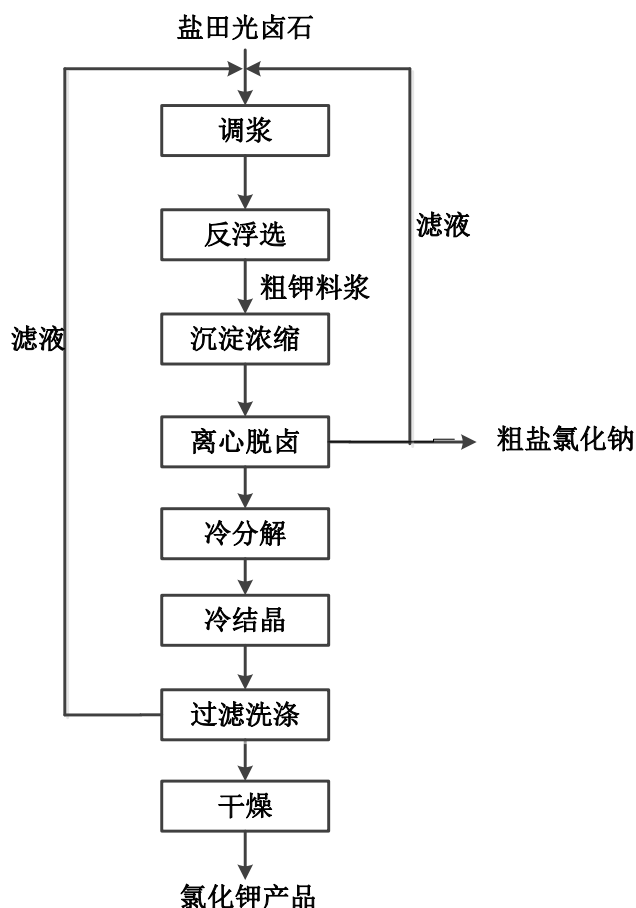 盐田光卤石
调浆
反浮选
滤液
粗钾料浆
滤液
沉淀浓缩
离心脱卤
粗盐氯化钠
冷分解
冷结晶
过滤洗涤
干燥
氯化钾产品